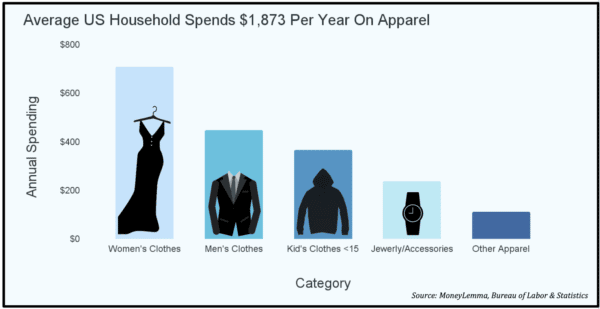 Average US Household Spends $1,873 Per Year On Apparel
$800
$600
$400
$200
$0
Annual Spending
Women's Clothes
Men's Clothes
Kid's Clothes <15
Jewerly/Accessories
Other Apparel
Category
Source: MoneyLemma, Bureau of Labor & Statistics